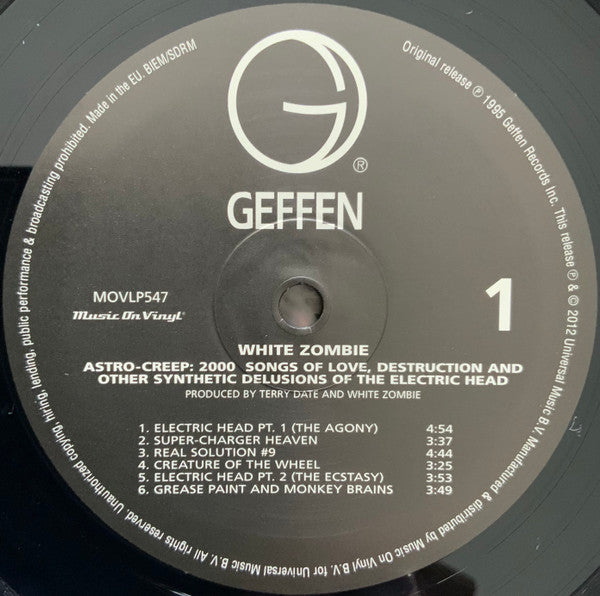 Original release ℗ 1995 Geffen Records Inc. This release ℗ & © 2012 Universal Music B.V. Manufactured & distributed by Music On Vinyl B.V. for Universal Music B.V. All rights reserved. Unauthorized copying, hiring, lending, public performance & broadcasting prohibited. Made in the EU. BIEM/SDRM
G ®
GEFFEN
MOVLP547
Music On Vinyl®
1
WHITE ZOMBIE
ASTRO-CREEP: 2000 SONGS OF LOVE, DESTRUCTION AND
OTHER SYNTHETIC DELUSIONS OF THE ELECTRIC HEAD
PRODUCED BY TERRY DATE AND WHITE ZOMBIE
1. ELECTRIC HEAD PT. 1 (THE AGONY) 4:54
2. SUPER-CHARGER HEAVEN 3:37
3. REAL SOLUTION #9 4:44
4. CREATURE OF THE WHEEL 3:25
5. ELECTRIC HEAD PT. 2 (THE ECSTASY) 3:53
6. GREASE PAINT AND MONKEY BRAINS 3:49